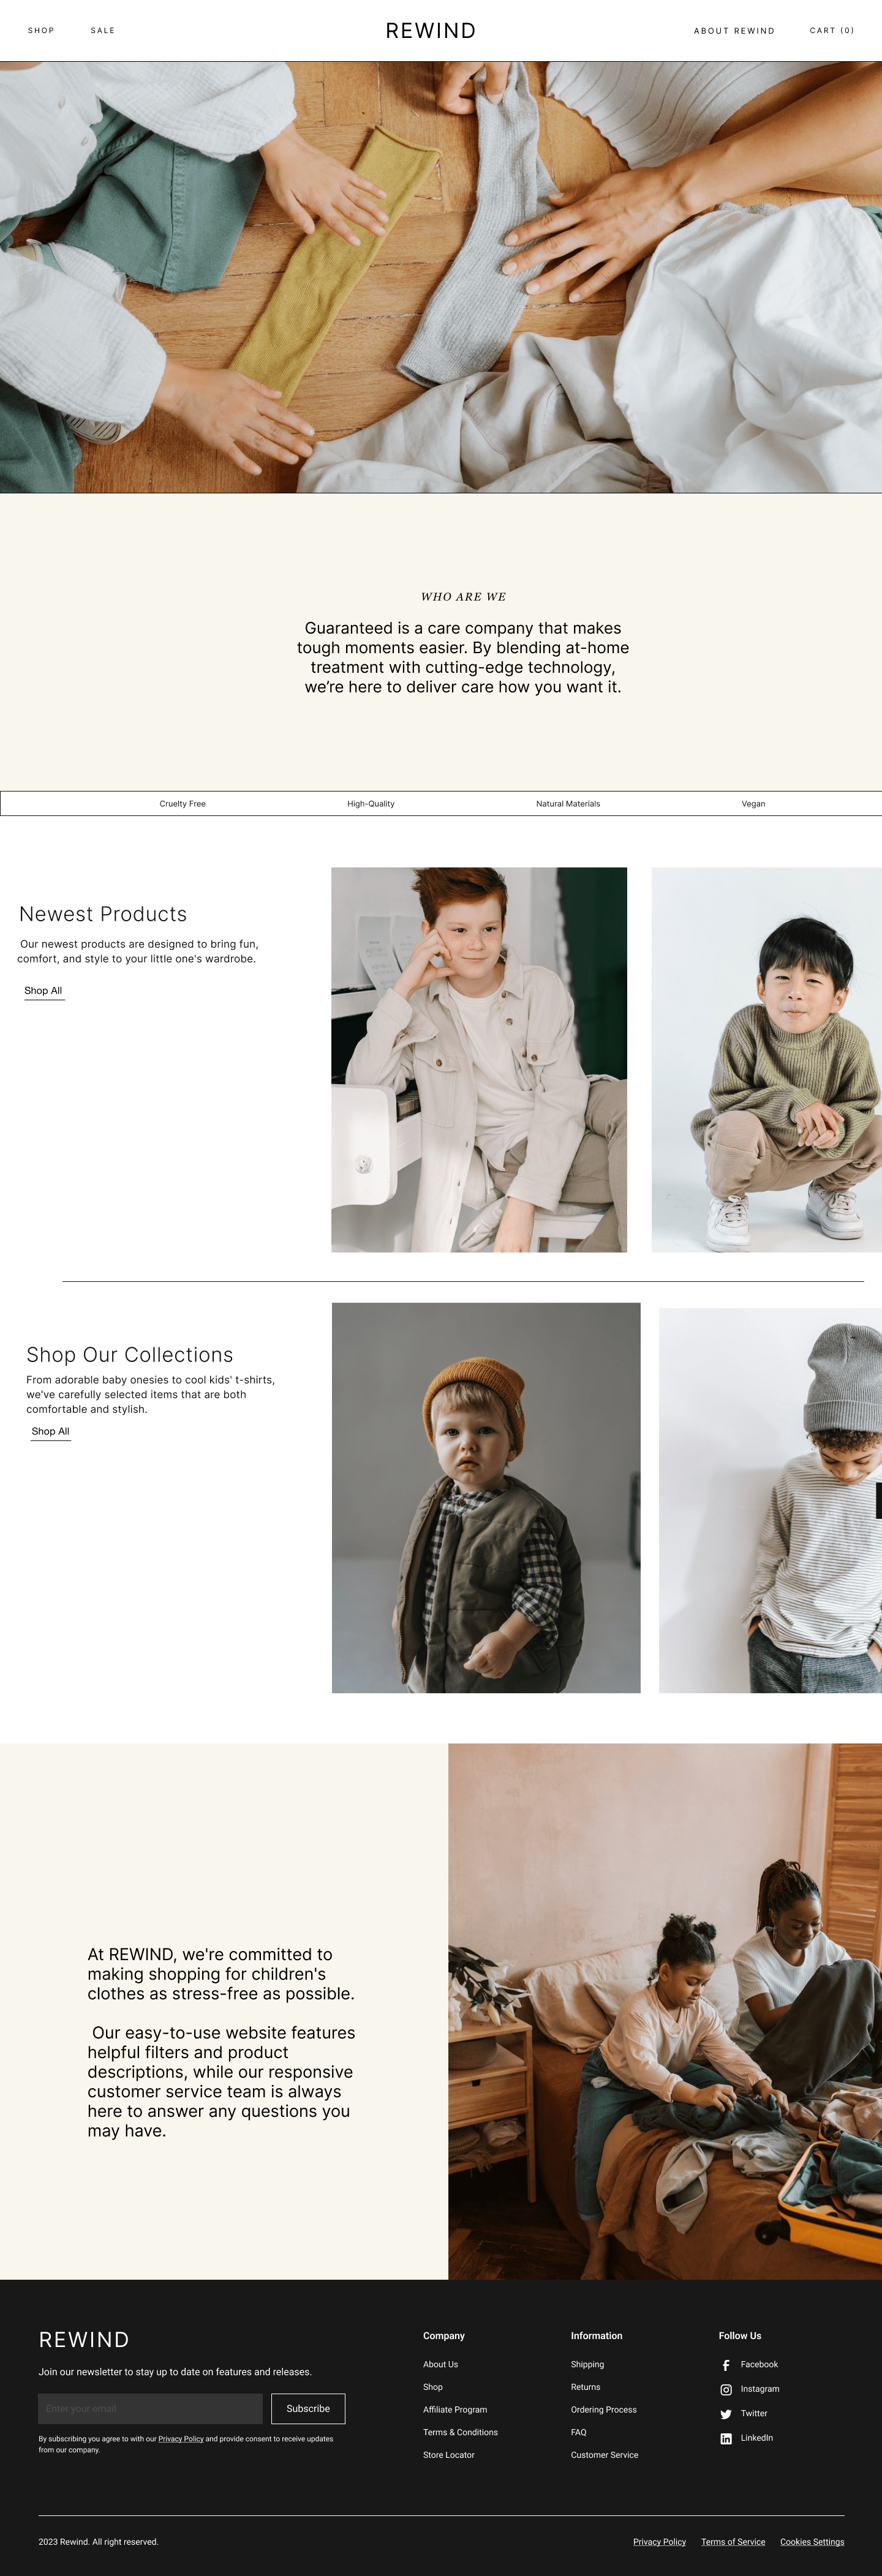 SHOP
SALE
REWIND
ABOUT REWIND
CART (0)
WHO ARE WE
Guaranteed is a care company that makes
tough moments easier. By blending at-home
treatment with cutting-edge technology,
we’re here to deliver care how you want it.
Cruelty Free
High-Quality
Natural Materials
Vegan
Newest Products
Our newest products are designed to bring fun,
comfort, and style to your little one's wardrobe.
Shop All
Shop Our Collections
From adorable baby onesies to cool kids' t-shirts,
we've carefully selected items that are both
comfortable and stylish.
Shop All
At REWIND, we're committed to
making shopping for children's
clothes as stress-free as possible.
Our easy-to-use website features
helpful filters and product
descriptions, while our responsive
customer service team is always
here to answer any questions you
may have.
REWIND
Join our newsletter to stay up to date on features and releases.
Enter your email
Subscribe
By subscribing you agree to with our Privacy Policy and provide consent to receive updates
from our company.
Company
About Us
Shop
Affiliate Program
Terms & Conditions
Store Locator
Information
Shipping
Returns
Ordering Process
FAQ
Customer Service
Follow Us
Facebook
Instagram
Twitter
LinkedIn
2023 Rewind. All right reserved.
Privacy Policy
Terms of Service
Cookies Settings